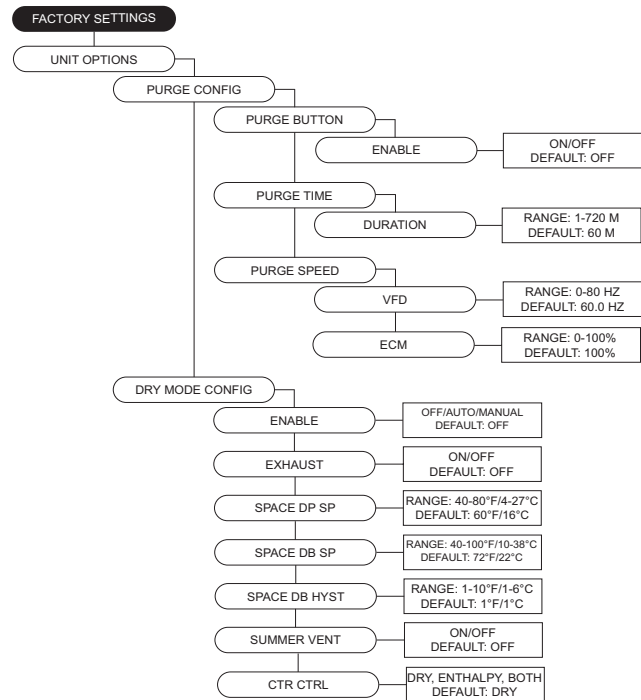 FACTORY SETTINGS
UNIT OPTIONS
PURGE CONFIG
PURGE BUTTON
ENABLE
ON/OFF
DEFAULT: OFF
PURGE TIME
DURATION
RANGE: 1-720 M
DEFAULT: 60 M
PURGE SPEED
VFD
RANGE: 0-80 HZ
DEFAULT: 60.0 HZ
ECM
RANGE: 0-100%
DEFAULT: 100%
DRY MODE CONFIG
ENABLE
OFF/AUTO/MANUAL
DEFAULT: OFF
EXHAUST
ON/OFF
DEFAULT: OFF
SPACE DP SP
RANGE: 40-80°F/4-27°C
DEFAULT: 60°F/16°C
SPACE DB SP
RANGE: 40-100°F/10-38°C
DEFAULT: 72°F/22°C
SPACE DB HYST
RANGE: 1-10°F/1-6°C
DEFAULT: 1°F/1°C
SUMMER VENT
ON/OFF
DEFAULT: OFF
CTR CTRL
DRY, ENTHALPY, BOTH
DEFAULT: DRY